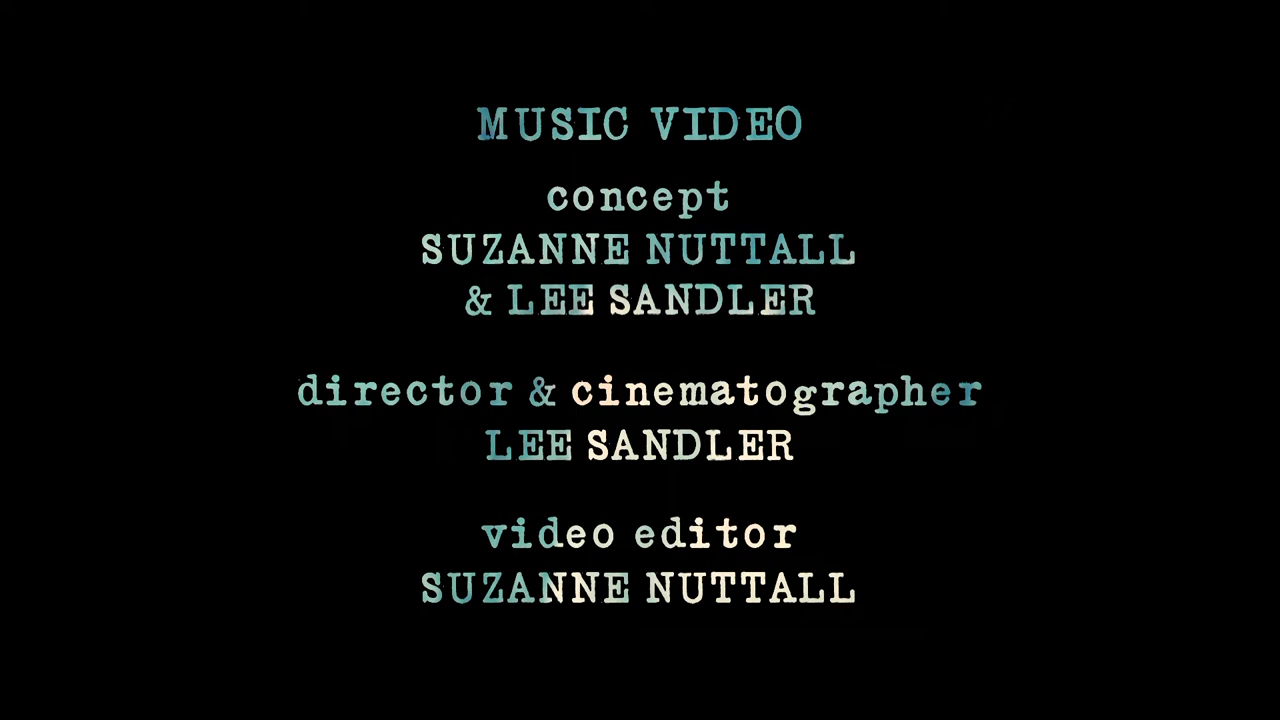 MUSIC VIDEO
concept
SUZANNE NUTTALL
& LEE SANDLER
director & cinematographer
LEE SANDLER
video editor
SUZANNE NUTTALL